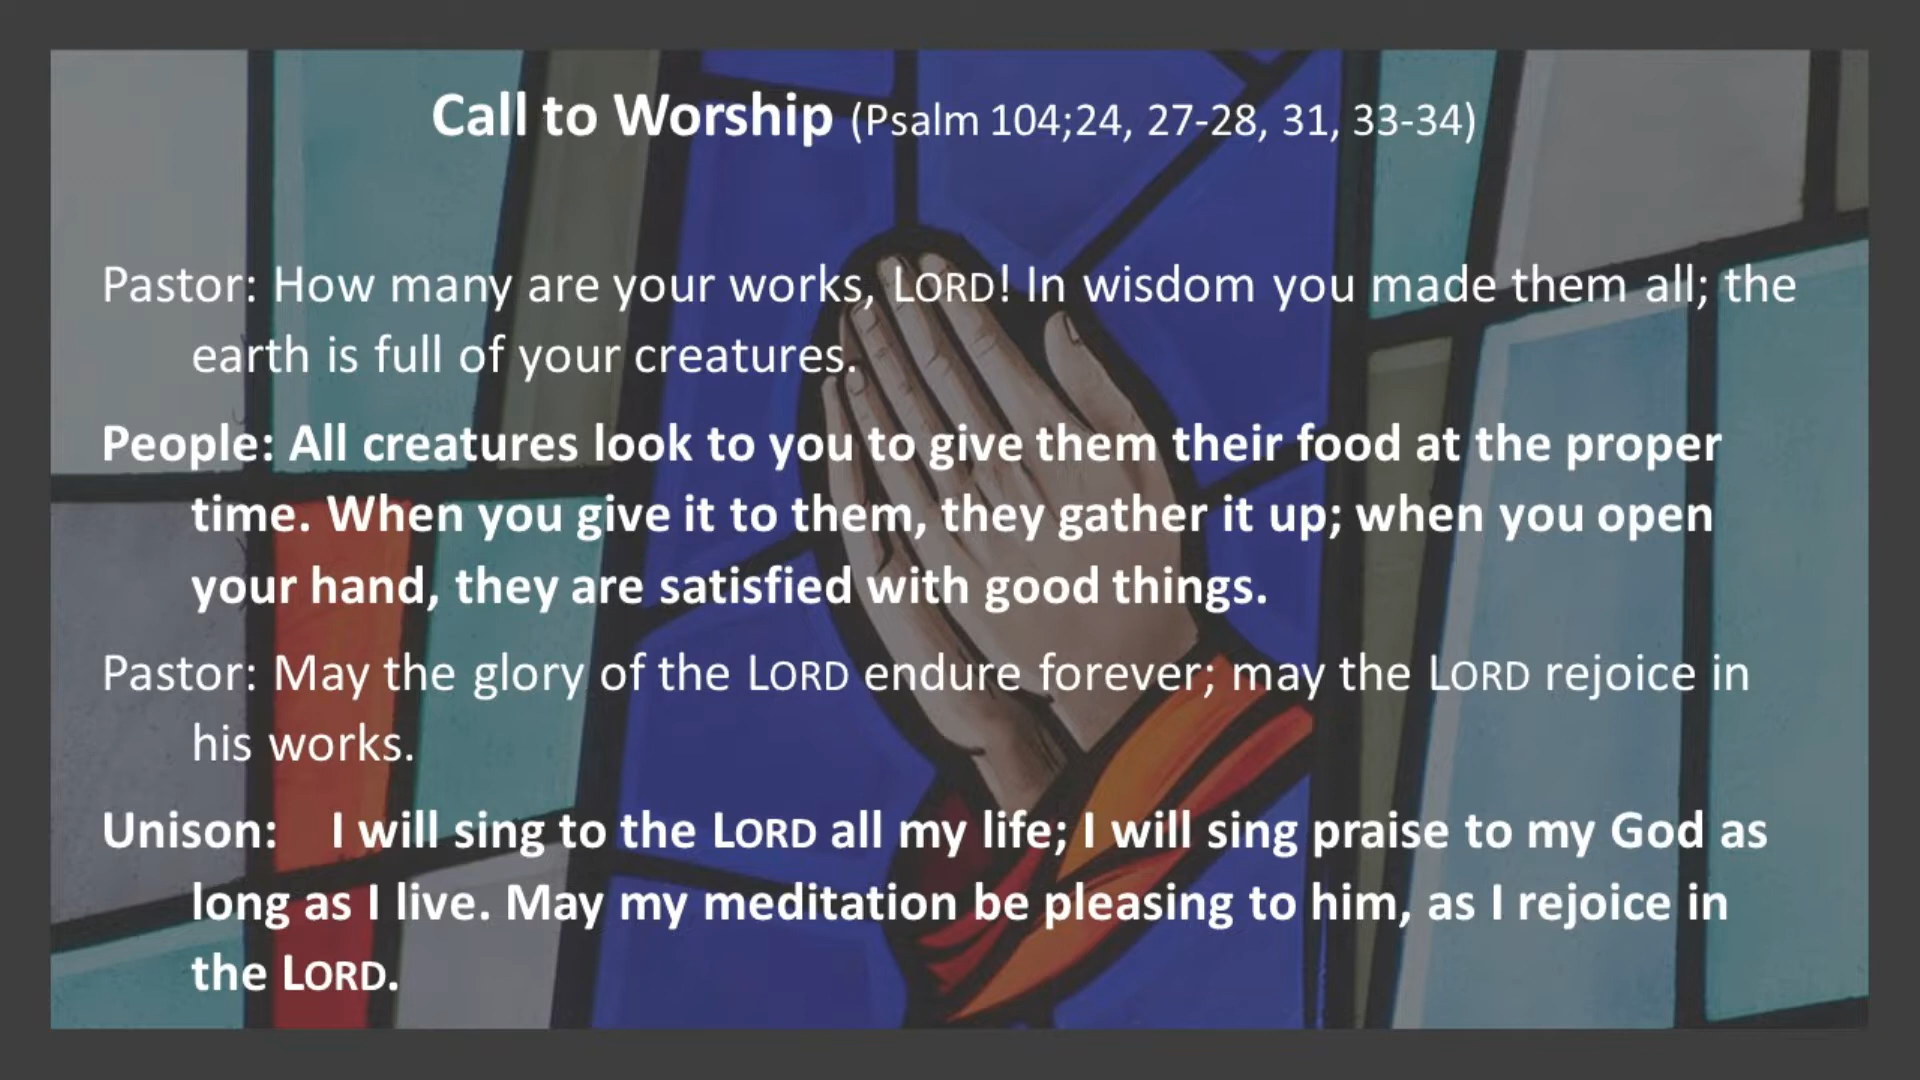 Call to Worship (Psalm 104;24, 27-28, 31, 33-34)
Pastor: How many are your works, LORD! In wisdom you made them all; the
earth is full of your creatures.
People: All creatures look to you to give them their food at the proper
time. When you give it to them, they gather it up; when you open
your hand, they are satisfied with good things.
Pastor: May the glory of the LORD endure forever; may the LORD rejoice in
his works.
Unison: I will sing to the LORD all my life; I will sing praise to my God as
long as I live. May my meditation be pleasing to him, as I rejoice in
the LORD.